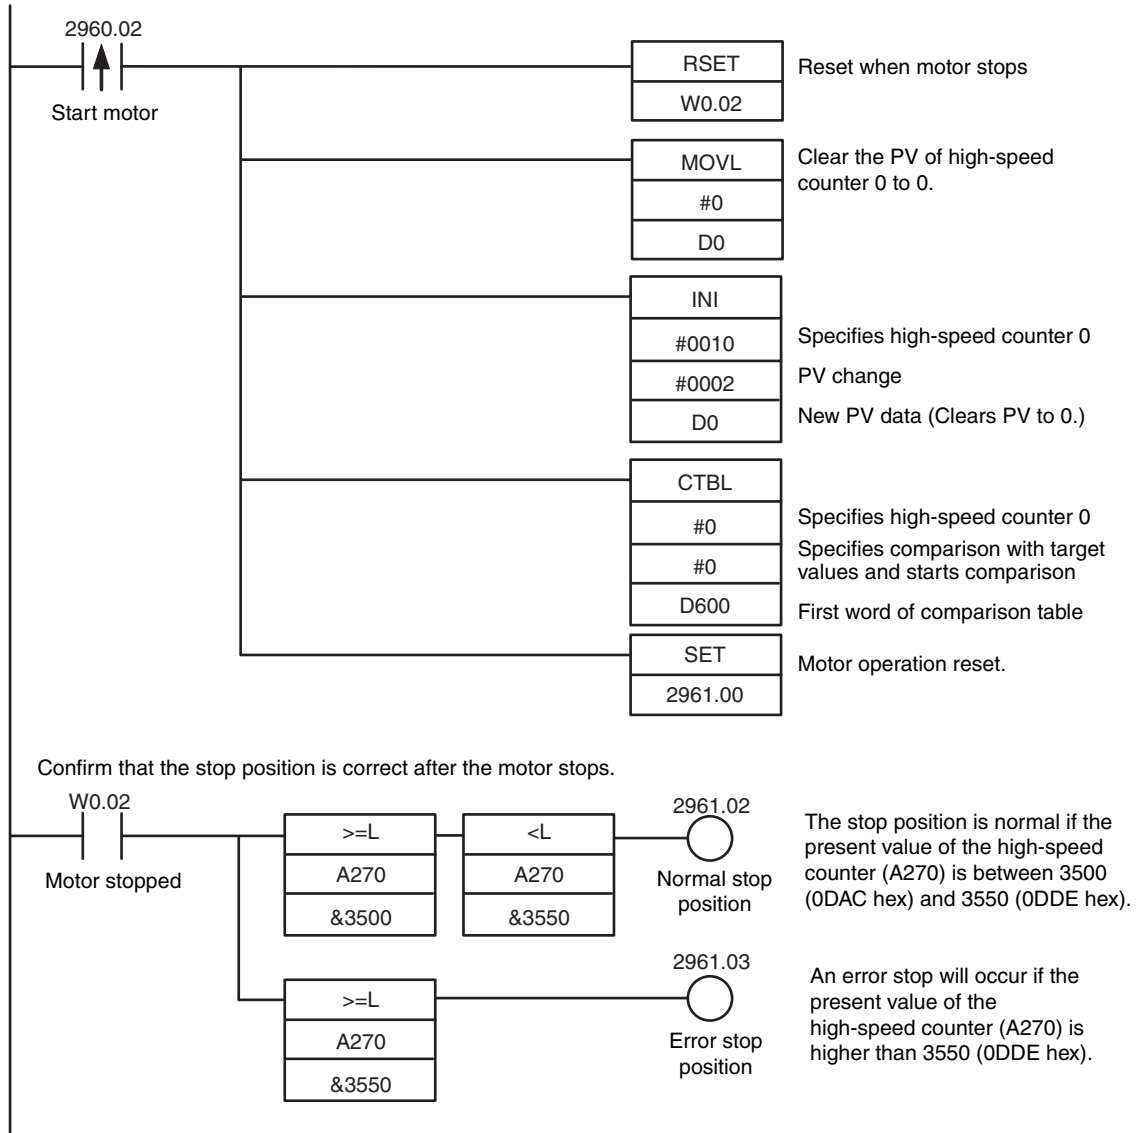 2960.02
Start motor
RSET
W0.02
Reset when motor stops
MOVL
#0
D0
Clear the PV of high-speed
counter 0 to 0.
INI
#0010
Specifies high-speed counter 0
#0002
PV change
D0
New PV data (Clears PV to 0.)
CTBL
#0
Specifies high-speed counter 0
#0
Specifies comparison with target
values and starts comparison
D600
First word of comparison table
SET
2961.00
Motor operation reset.
Confirm that the stop position is correct after the motor stops.
W0.02
Motor stopped
>=L
A270
&3500
<L
A270
&3550
2961.02
Normal stop
position
The stop position is normal if the
present value of the high-speed
counter (A270) is between 3500
(0DAC hex) and 3550 (0DDE hex).
>=L
A270
&3550
2961.03
Error stop
position
An error stop will occur if the
present value of the
high-speed counter (A270) is
higher than 3550 (0DDE hex).